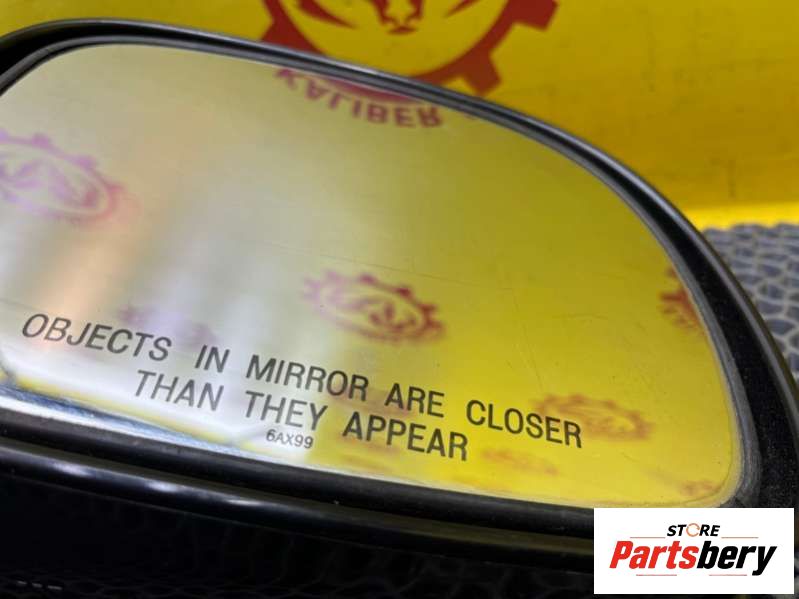 KALIBER
OBJECTS IN MIRROR ARE CLOSER
THAN THEY APPEAR
6AX99
STORE
Partsbery